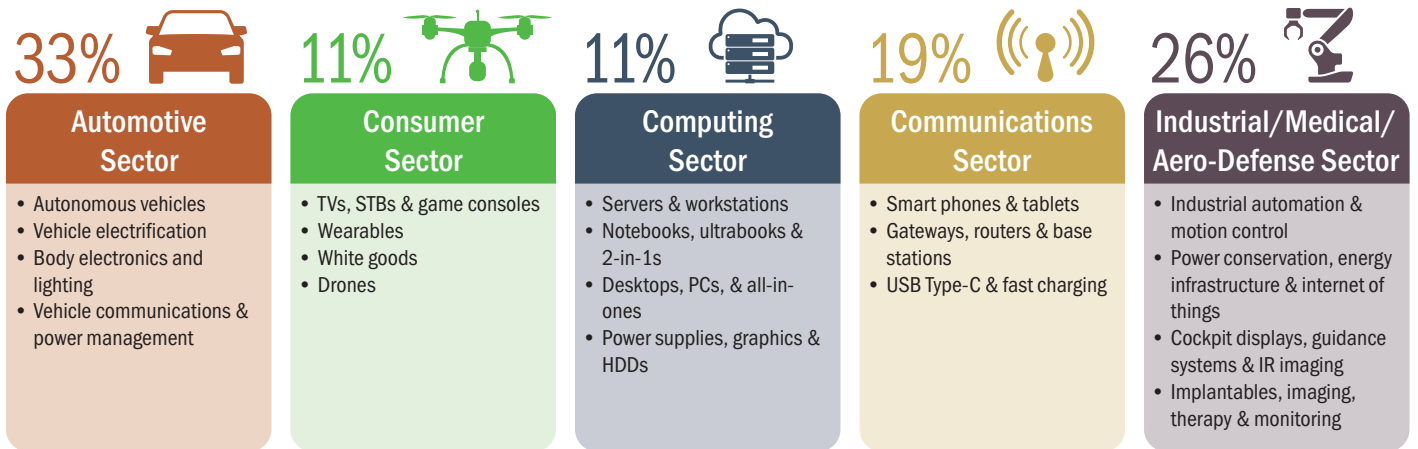 33%
Automotive
Sector
• Autonomous vehicles
• Vehicle electrification
• Body electronics and
lighting
• Vehicle communications &
power management
11%
Consumer
Sector
• TVs, STBs & game consoles
• Wearables
• White goods
• Drones
11%
Computing
Sector
• Servers & workstations
• Notebooks, ultrabooks &
2-in-1s
• Desktops, PCs, & all-in-
ones
• Power supplies, graphics &
HDDs
19%
Communications
Sector
• Smart phones & tablets
• Gateways, routers & base
stations
• USB Type-C & fast charging
26%
Industrial/Medical/
Aero-Defense Sector
• Industrial automation &
motion control
• Power conservation, energy
infrastructure & internet of
things
• Cockpit displays, guidance
systems & IR imaging
• Implantables, imaging,
therapy & monitoring